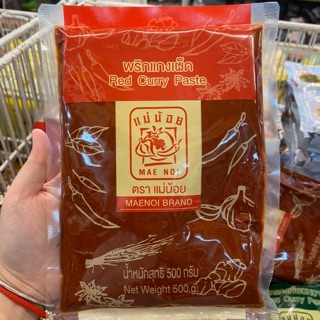 พริกแกงเผ็ด
Red Curry Paste
แม่น้อย
MAE NOI
ตรา แม่น้อย
MAENOI BRAND
น้ำหนักสุทธิ 500 กรัม
Net Weight 500 g.